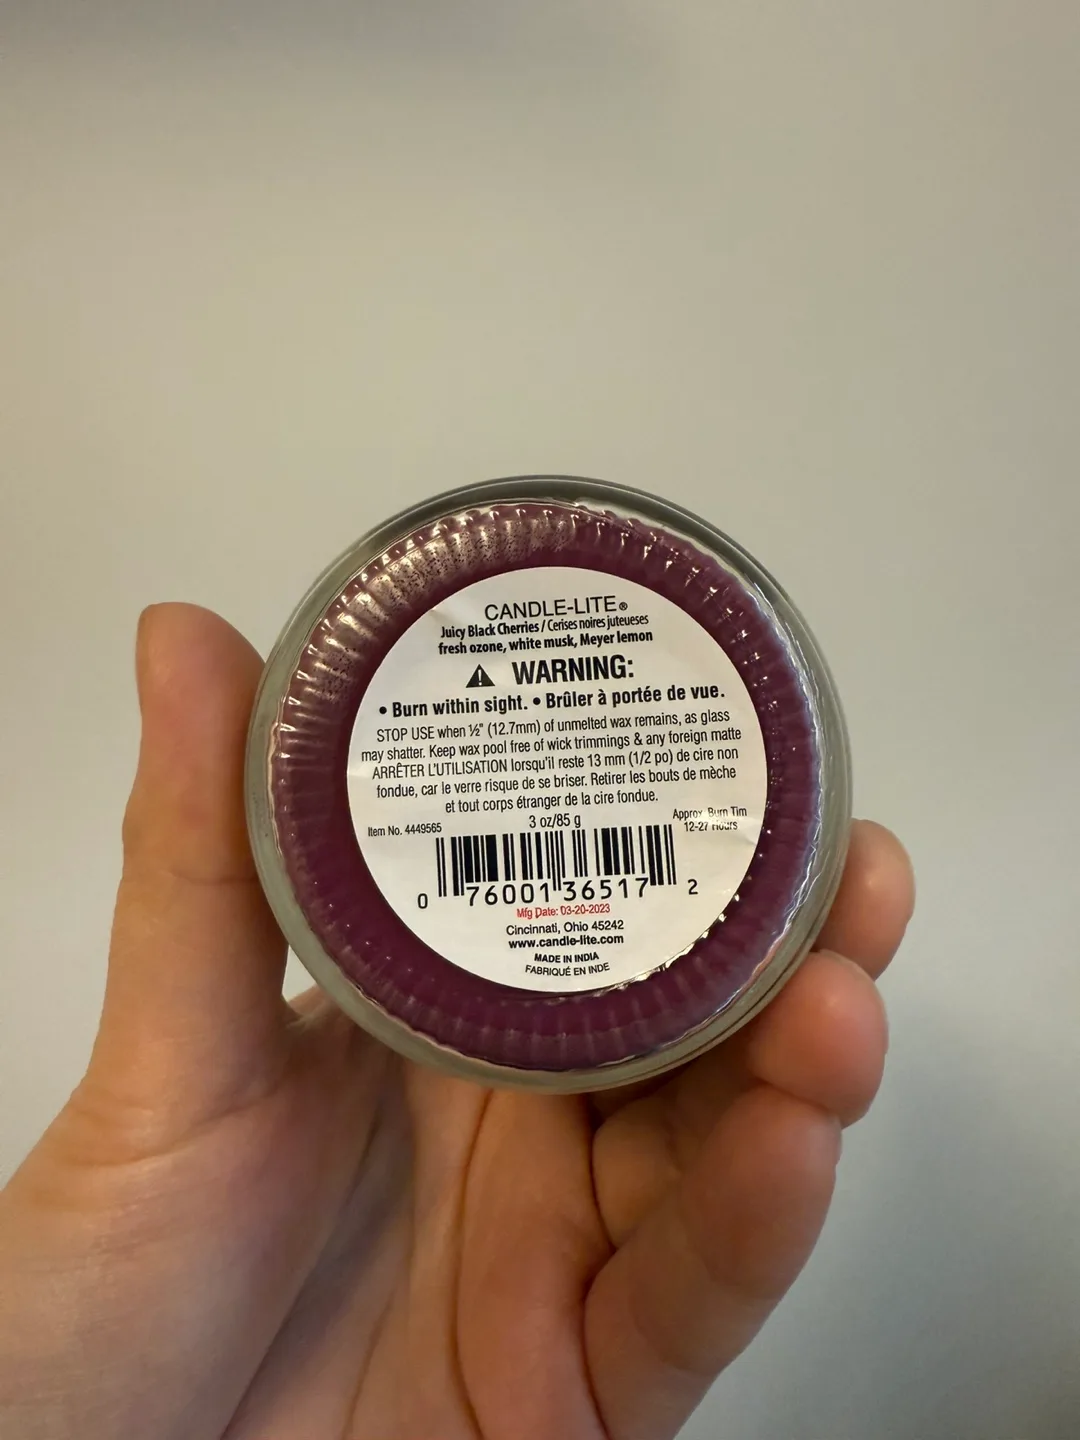 CANDLE-LITE®
Juicy Black Cherries / Cerises noires juteueses
fresh ozone, white musk, Meyer lemon
WARNING:
• Burn within sight. • Brûler à portée de vue.
STOP USE when ½" (12.7mm) of unmelted wax remains, as glass
may shatter. Keep wax pool free of wick trimmings & any foreign matte
ARRÊTER L'UTILISATION lorsqu'il reste 13 mm (1/2 po) de cire non
fondue, car le verre risque de se briser. Retirer les bouts de mèche
et tout corps étranger de la cire fondue.
Item No. 4449565
3 oz/85 g
Approx. Burn Tim
12-27 Hours
0 76001 36517 2
Mfg Date: 03-20-2023
Cincinnati, Ohio 45242
www.candle-lite.com
MADE IN INDIA
FABRIQUÉ EN INDE